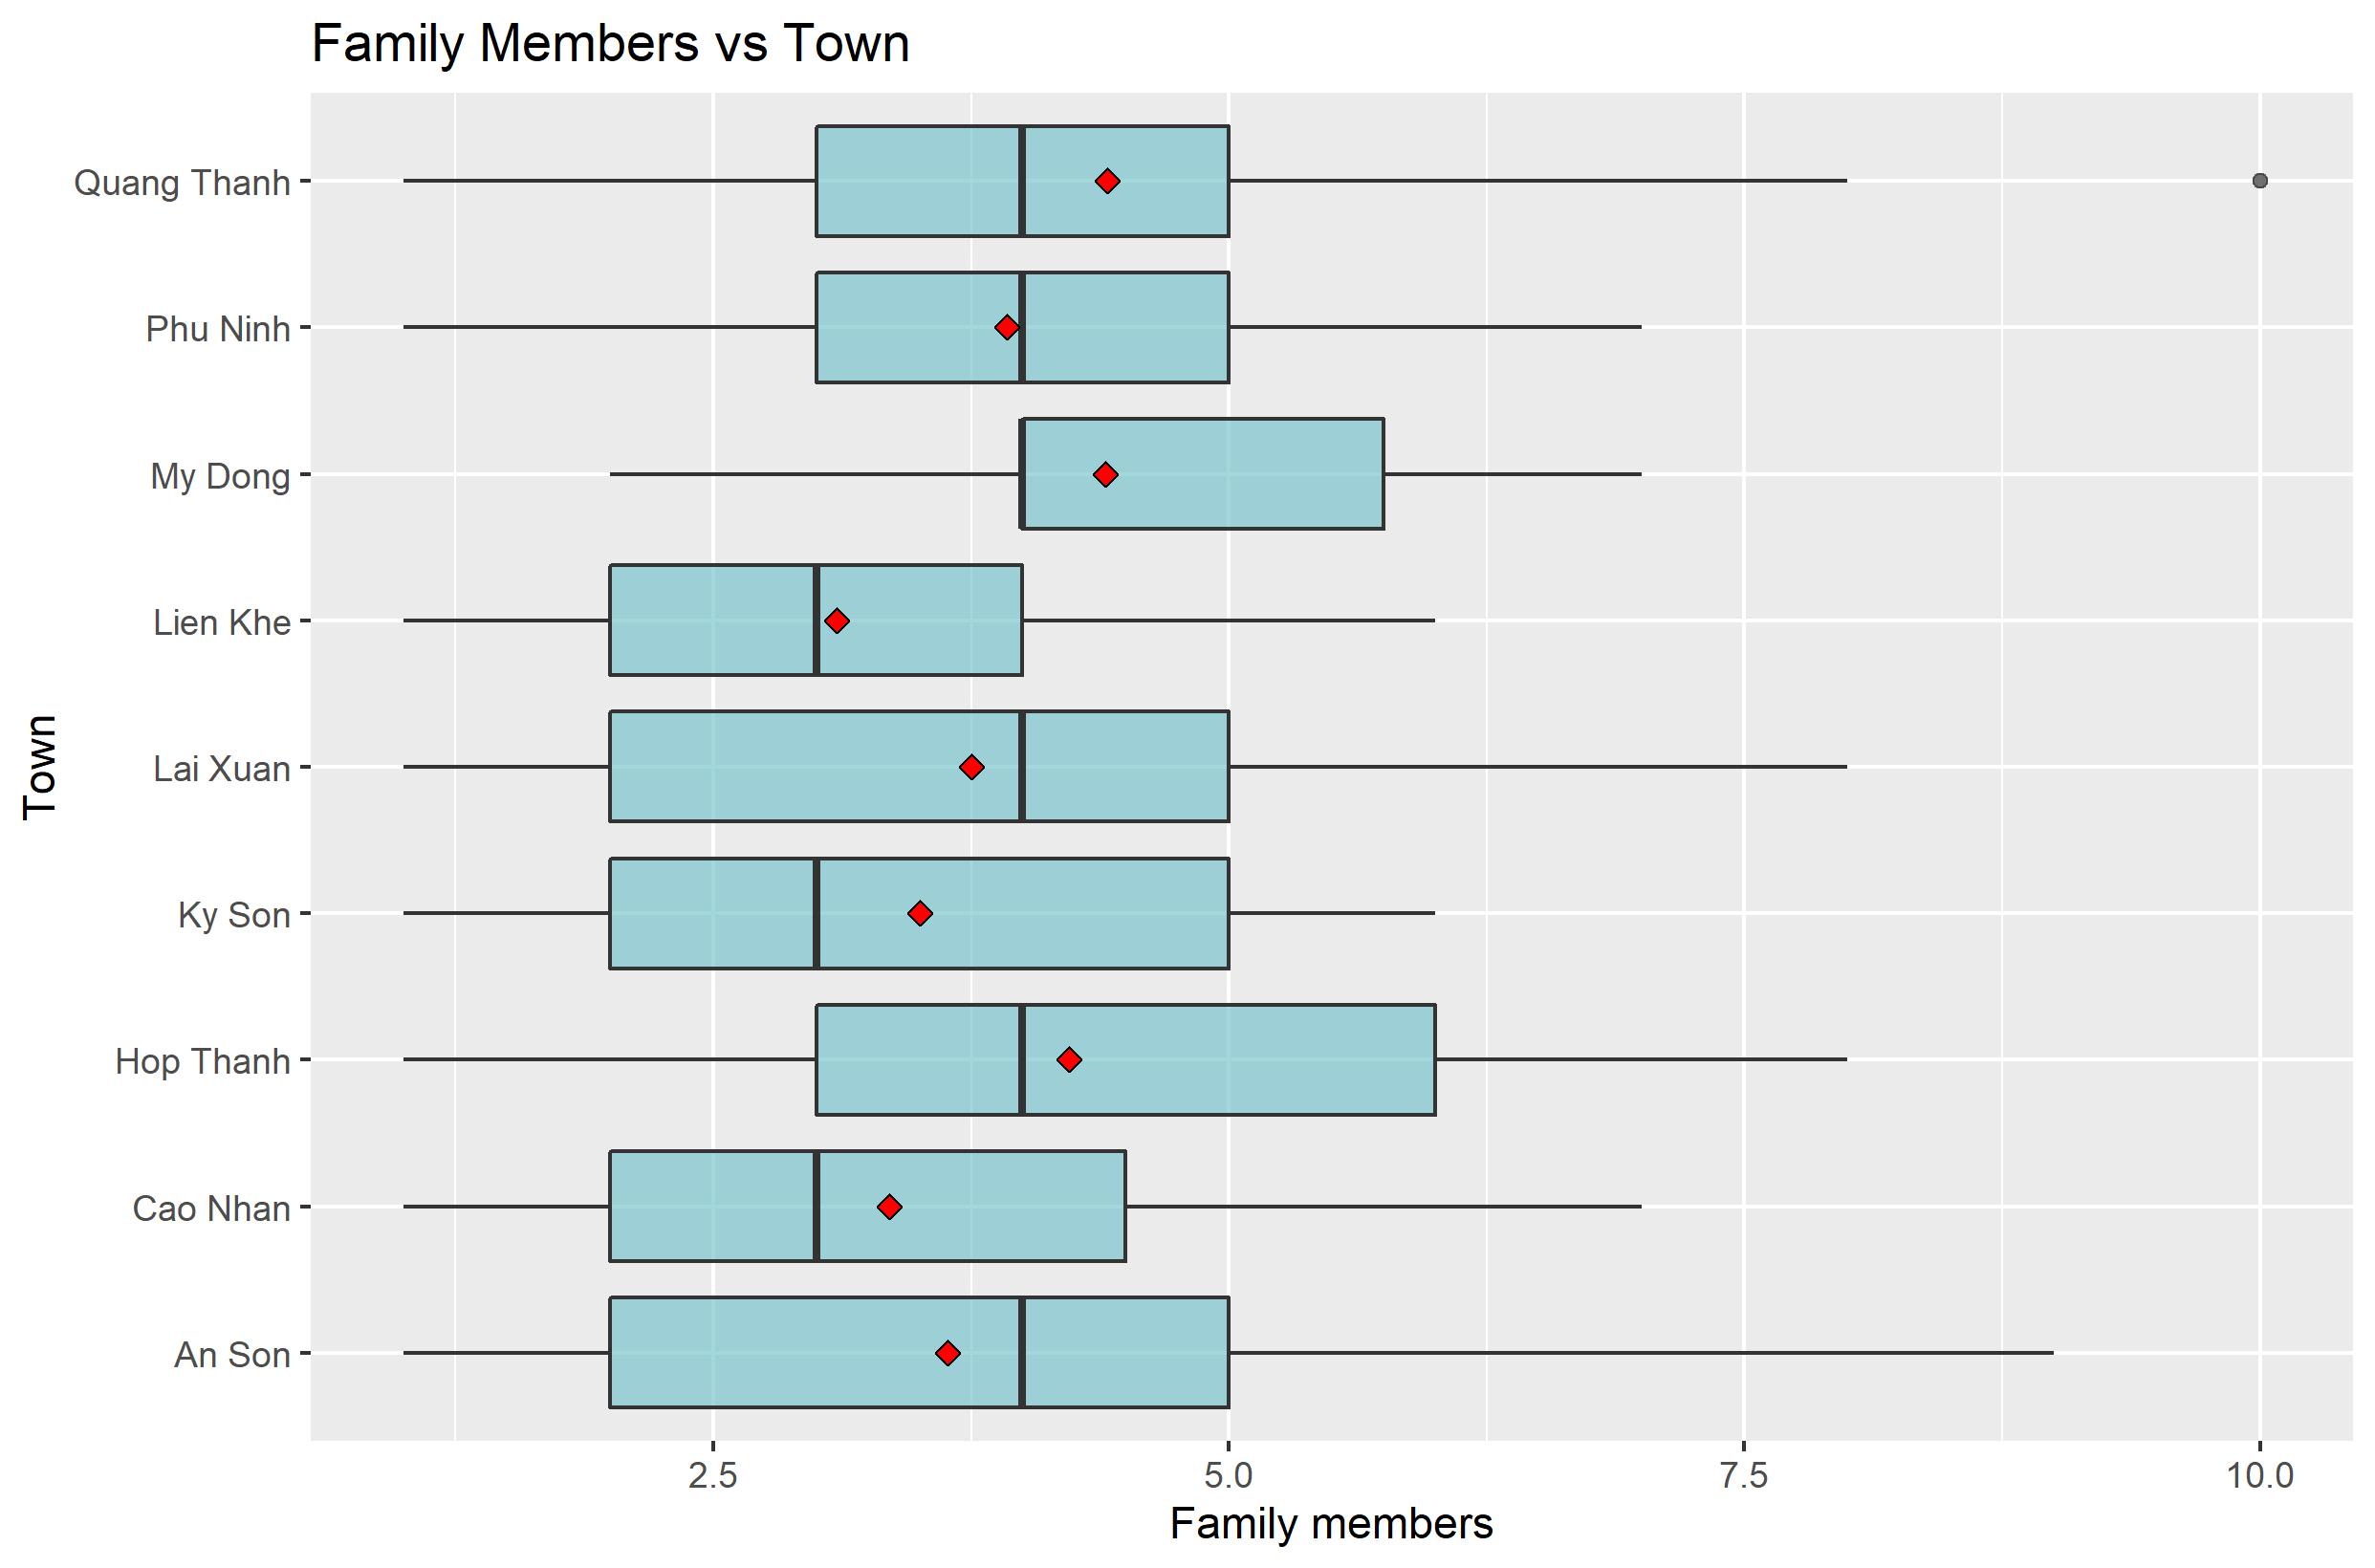 Family Members vs Town
Quang Thanh
Phu Ninh
My Dong
Lien Khe
Lai Xuan
Ky Son
Hop Thanh
Cao Nhan
An Son
Town
2.5 5.0 7.5 10.0
Family members